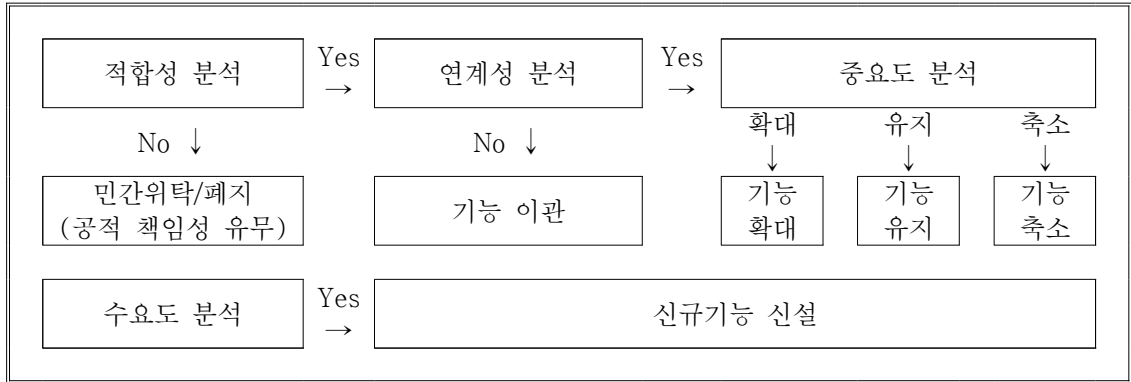 적합성 분석 Yes → 연계성 분석 Yes → 중요도 분석
No ↓ No ↓ 확대 ↓ 유지 ↓ 축소 ↓
민간위탁/폐지
(공적 책임성 유무)
기능 이관
기능
확대
기능
유지
기능
축소
수요도 분석 Yes → 신규기능 신설